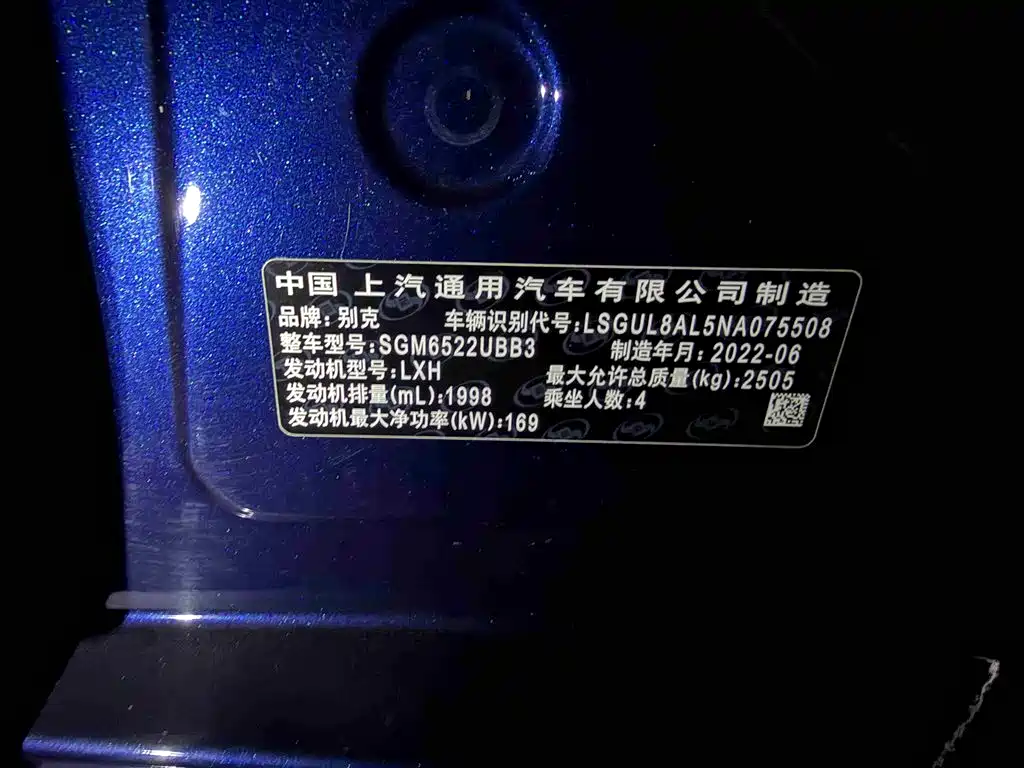 中国 上汽通用汽车有限公司制造
品牌:别克 车辆识别代号:LSGUL8AL5NA075508
整车型号:SGM6522UBB3 制造年月:2022-06
发动机型号:LXH 最大允许总质量(kg):2505
发动机排量(mL):1998 乘坐人数:4
发动机最大净功率(kW):169